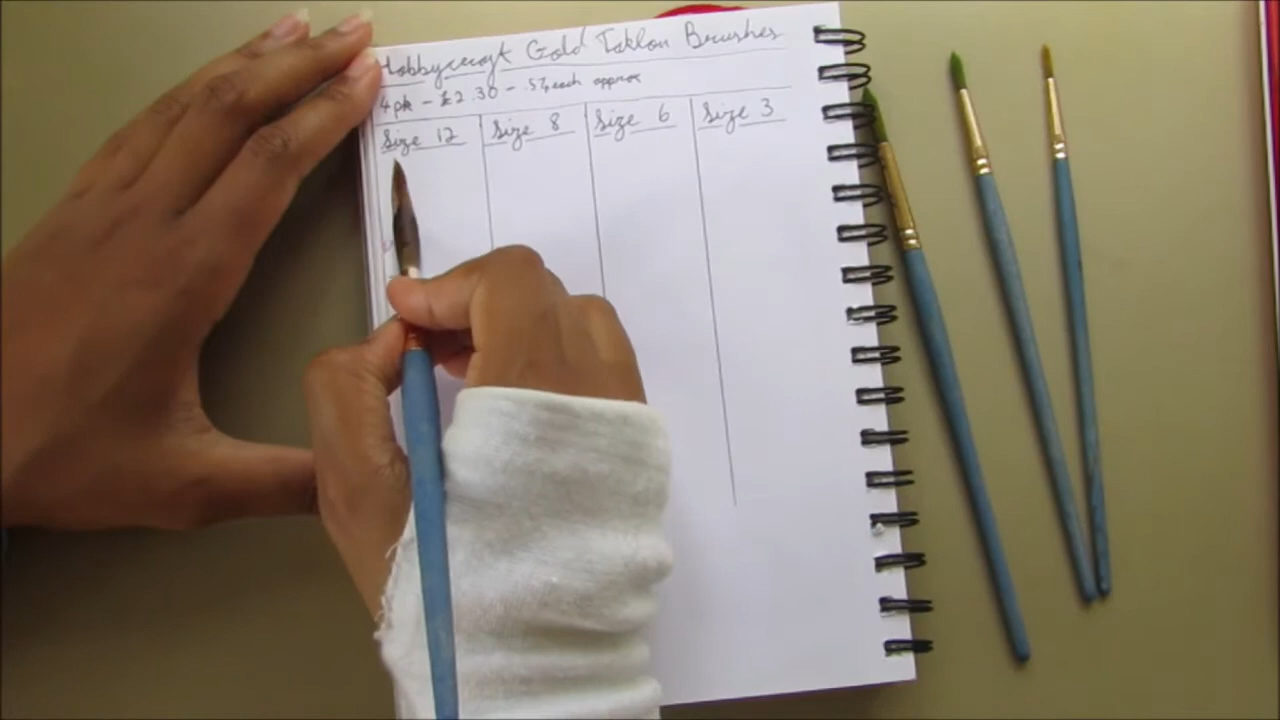 Hobbycraft Gold Taklon Brushes
4pk - £2.30 - .57p each approx
Size 12 Size 8 Size 6 Size 3